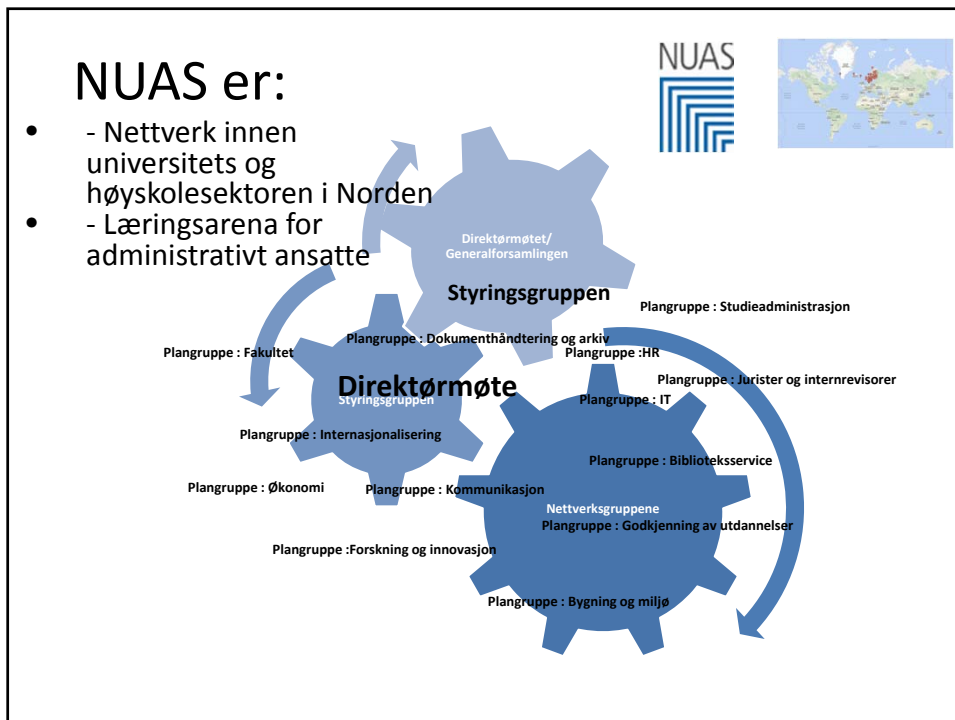 NUAS er:
NUAS
• - Nettverk innen
universitets og
høyskolesektoren i Norden
• - Læringsarena for
administrativt ansatte
Direktørmøtet/
Generalforsamlingen
Styringsgruppen
Plangruppe : Studieadministrasjon
Plangruppe : Dokumenthåndtering og arkiv
Plangruppe : Fakultet
Plangruppe :HR
Plangruppe : Jurister og internrevisorer
Direktørmøte
Styringsgruppen
Plangruppe : IT
Plangruppe : Internasjonalisering
Plangruppe : Biblioteksservice
Plangruppe : Økonomi
Plangruppe : Kommunikasjon
Nettverksgruppene
Plangruppe : Godkjenning av utdannelser
Plangruppe :Forskning og innovasjon
Plangruppe : Bygning og miljø